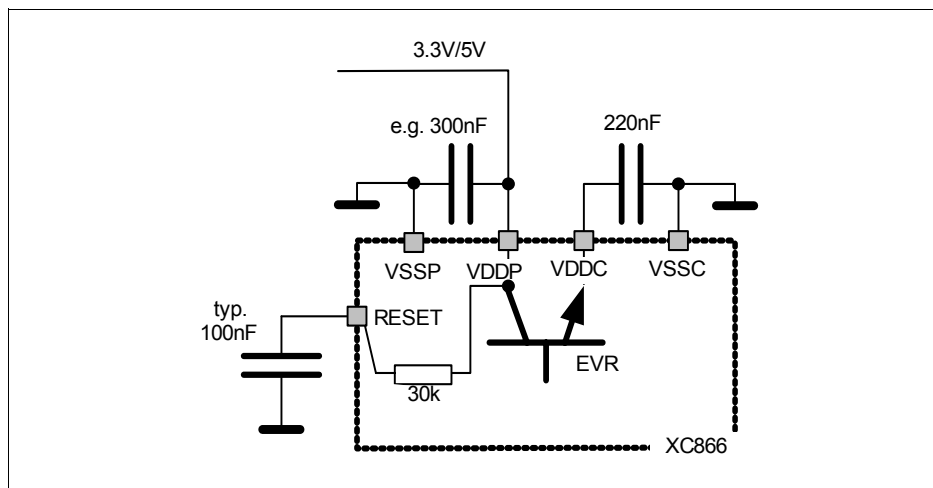 3.3V/5V
e.g. 300nF
220nF
VSSP
VDDP
VDDC
VSSC
typ.
100nF
RESET
30k
EVR
XC866